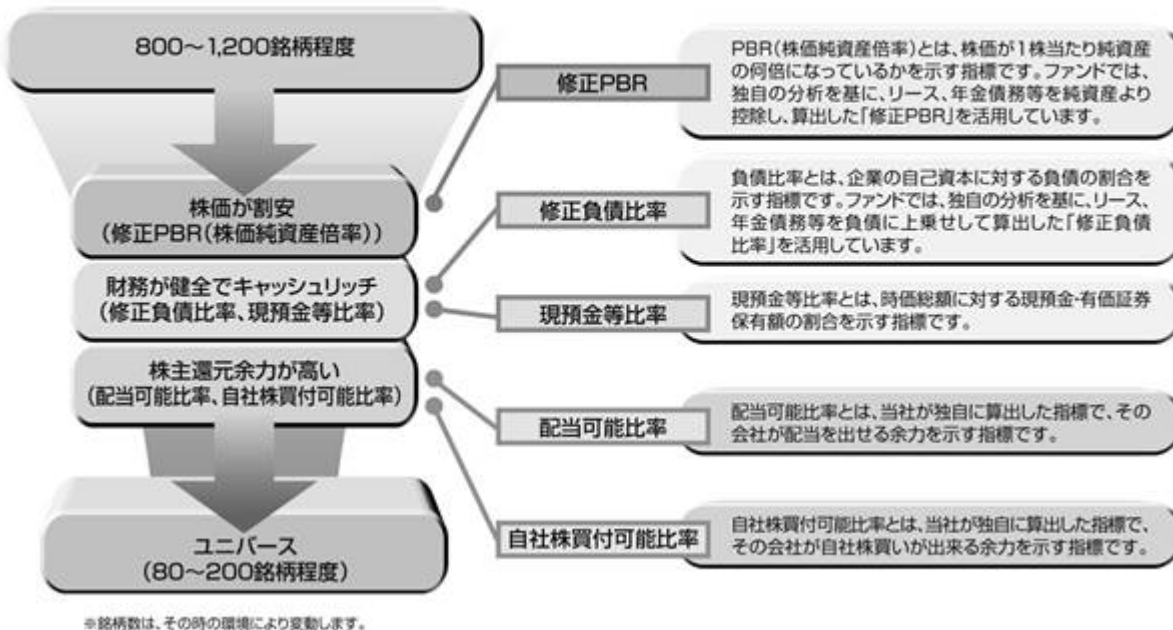 800～1,200銘柄程度
株価が割安
（修正PBR（株価純資産倍率））
財務が健全でキャッシュリッチ
（修正負債比率、現預金等比率）
株主還元余力が高い
（配当可能比率、自社株買付可能比率）
ユニバース
（80～200銘柄程度）
※銘柄数は、その時の環境により変動します。
修正PBR
PBR（株価純資産倍率）とは、株価が1株当たり純資産
の何倍になっているかを示す指標です。ファンドでは、
独自の分析を基に、リース、年金債務等を純資産より
控除し、算出した「修正PBR」を活用しています。
修正負債比率
負債比率とは、企業の自己資本に対する負債の割合を
示す指標です。ファンドでは、独自の分析を基に、リース、
年金債務等を負債に上乗せして算出した「修正負債
比率」を活用しています。
現預金等比率
現預金等比率とは、時価総額に対する現預金・有価証券
保有額の割合を示す指標です。
配当可能比率
配当可能比率とは、当社が独自に算出した指標で、その
会社が配当を出せる余力を示す指標です。
自社株買付可能比率
自社株買付可能比率とは、当社が独自に算出した指標で、
その会社が自社株買いが出来る余力を示す指標です。